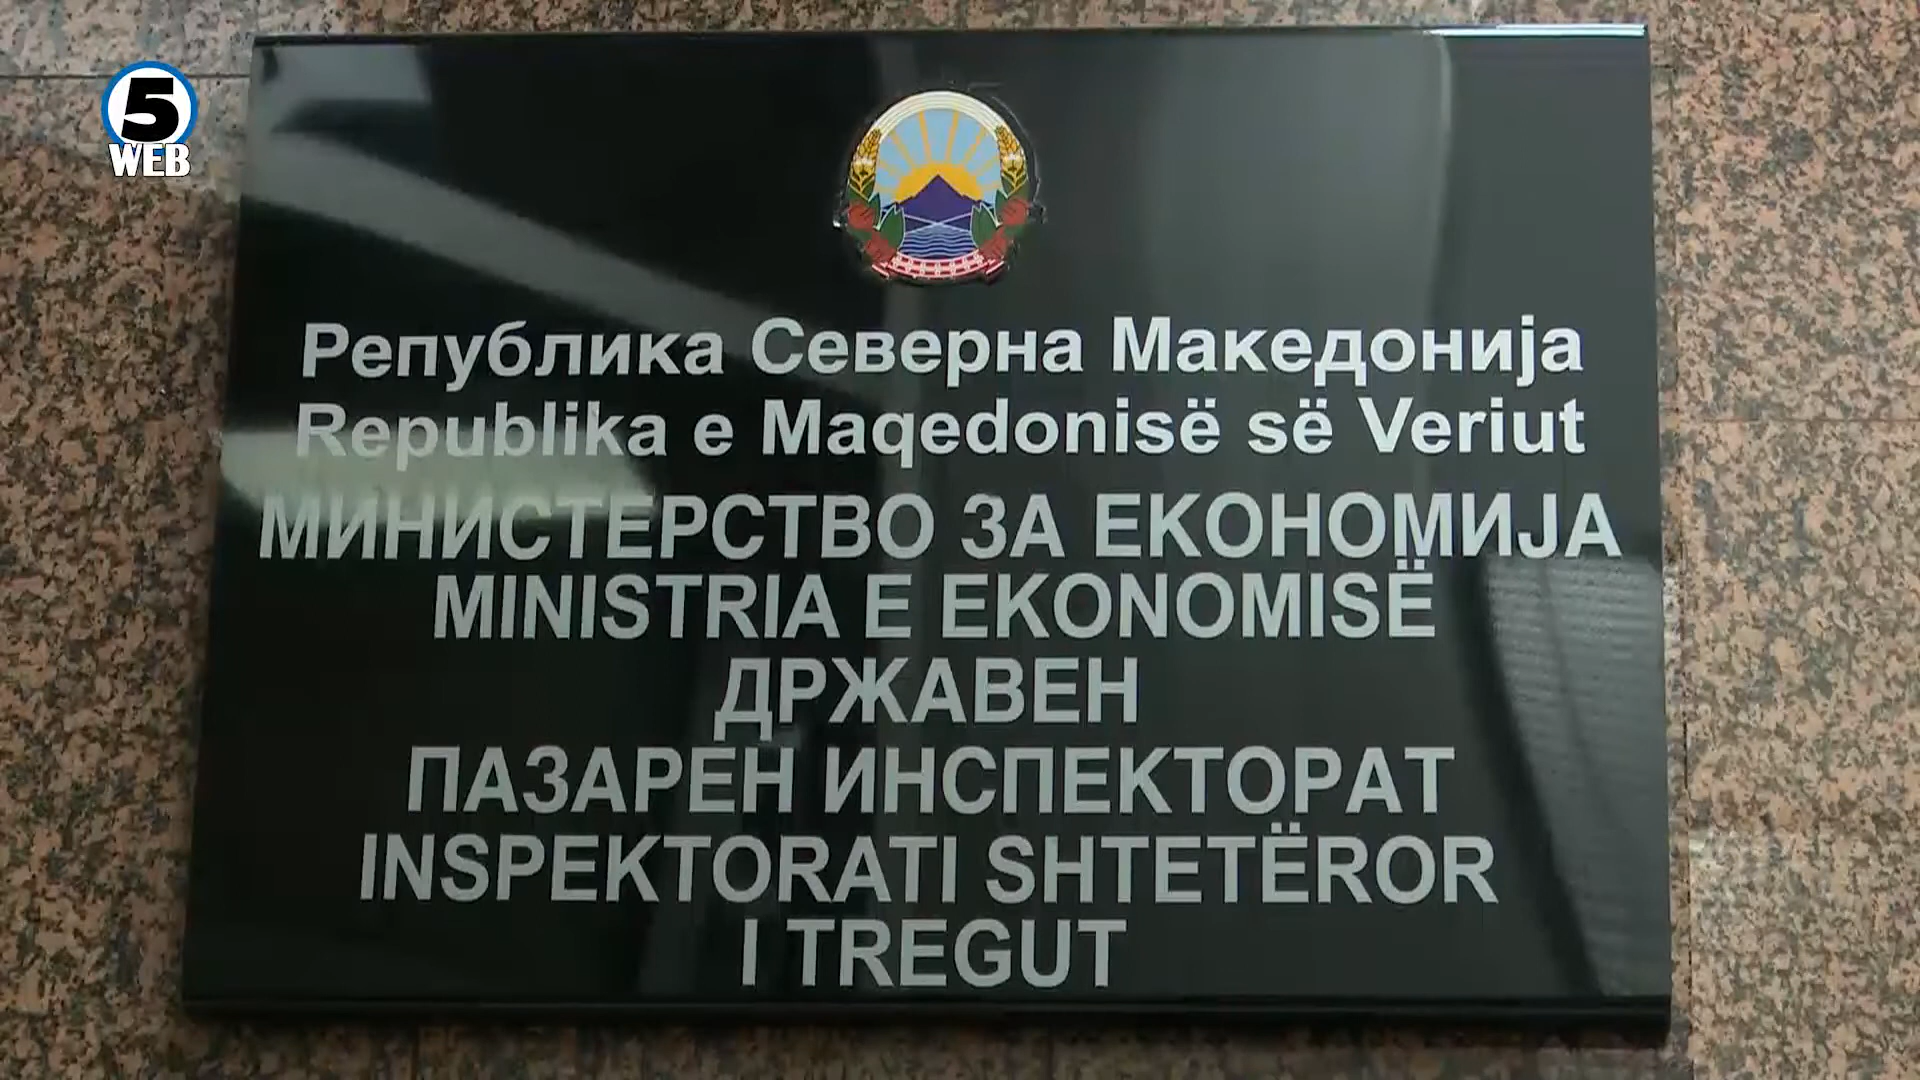 5
WEB
Република Северна Македонија
Republika e Maqedonisë së Veriut
МИНИСТЕРСТВО ЗА ЕКОНОМИЈА
MINISTRIA E EKONOMISË
ДРЖАВЕН
ПАЗАРЕН ИНСПЕКТОРАТ
INSPEKTORATI SHTETËROR
I TREGUT